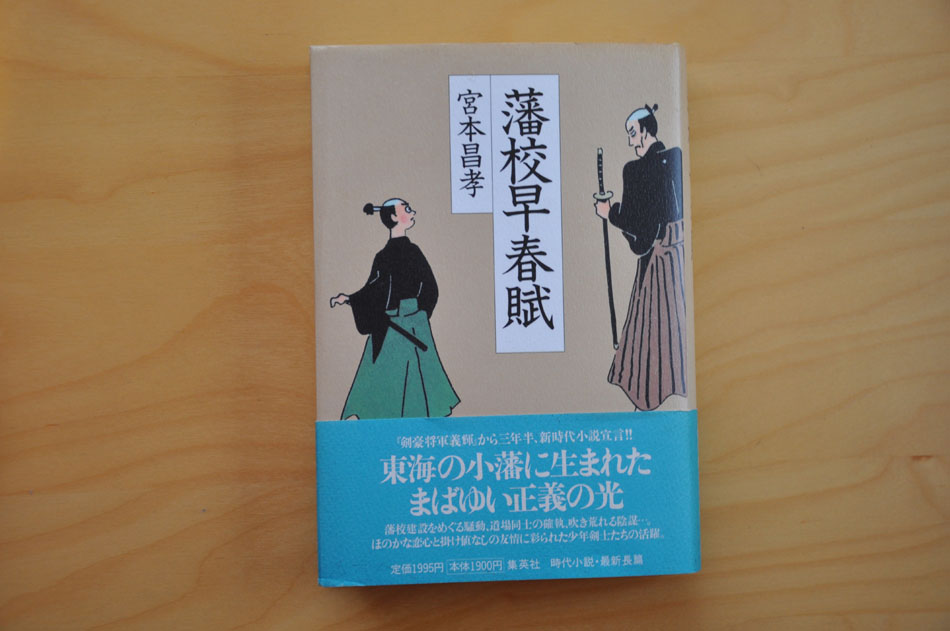 藩校早春賦
宮本昌孝
『剣豪将軍義輝』から三年半、新時代小説宣言!!
東海の小藩に生まれた
まばゆい正義の光
藩校建設をめぐる騒動、道場同士の確執、吹き荒れる陰謀…。
ほのかな恋心と掛け値なしの友情に彩られた少年剣士たちの活躍。
定価1995円 本体1900円 集英社 時代小説・最新長篇